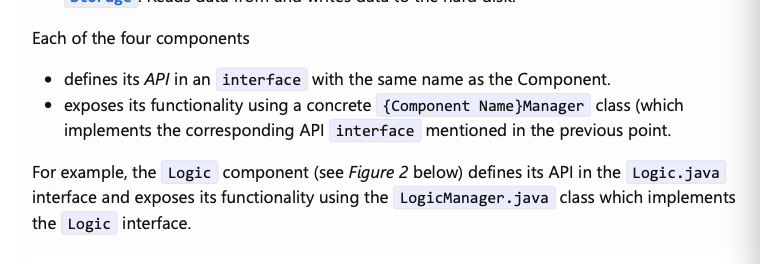 Storage: Reads data from and writes data to the hard disk.
Each of the four components
• defines its API in an interface with the same name as the Component.
• exposes its functionality using a concrete {Component Name}Manager class (which
implements the corresponding API interface mentioned in the previous point.
For example, the Logic component (see Figure 2 below) defines its API in the Logic.java
interface and exposes its functionality using the LogicManager.java class which implements
the Logic interface.